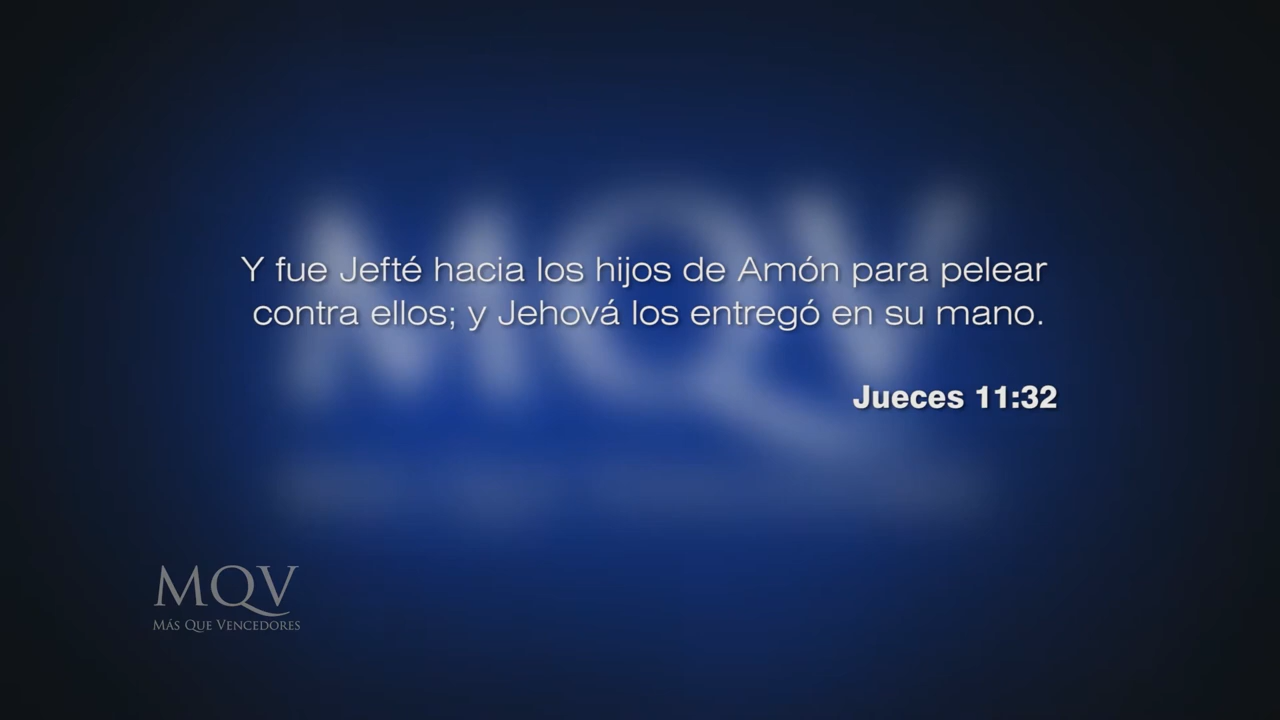 Y fue Jefté hacia los hijos de Amón para pelear
contra ellos; y Jehová los entregó en su mano.
Jueces 11:32
MQV
MÁS QUE VENCEDORES